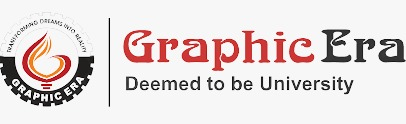 TRANSFORMING DREAMS INTO REALITY
GRAPHIC ERA
Graphic Era
Deemed to be University